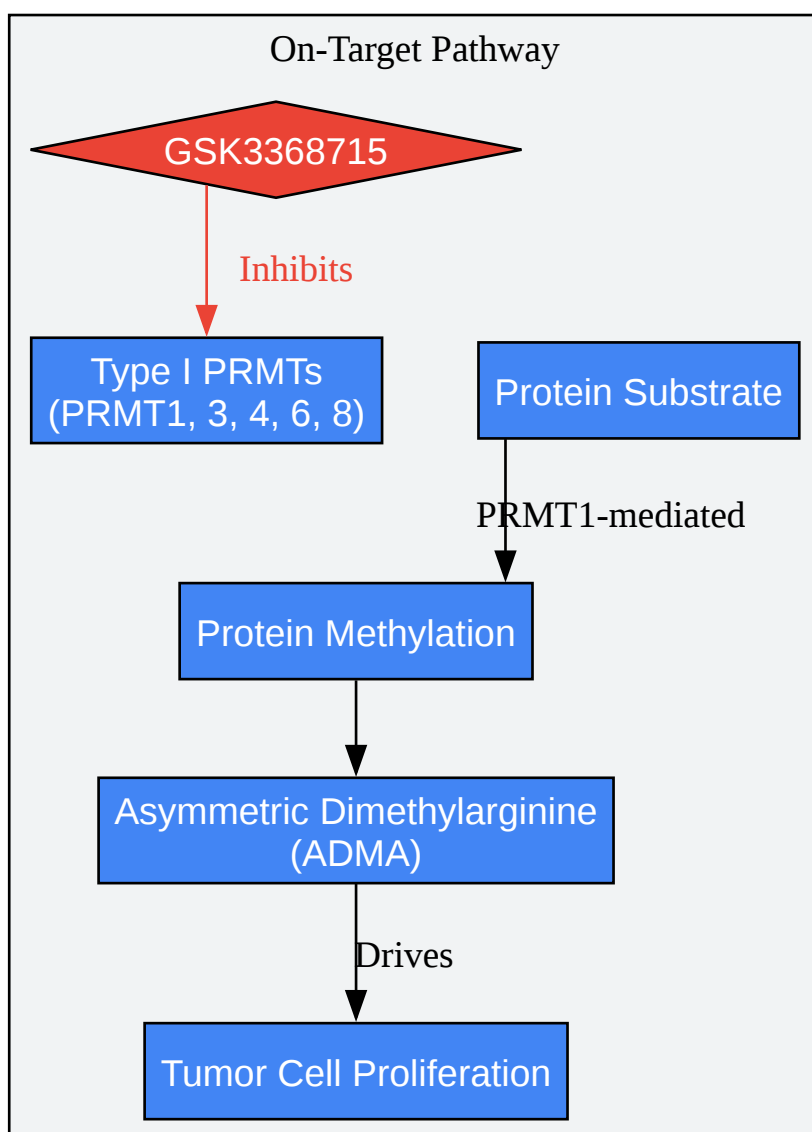 On-Target Pathway
GSK3368715
Inhibits
Type I PRMTs
(PRMT1, 3, 4, 6, 8)
Protein Substrate
PRMT1-mediated
Protein Methylation
Asymmetric Dimethylarginine
(ADMA)
Drives
Tumor Cell Proliferation